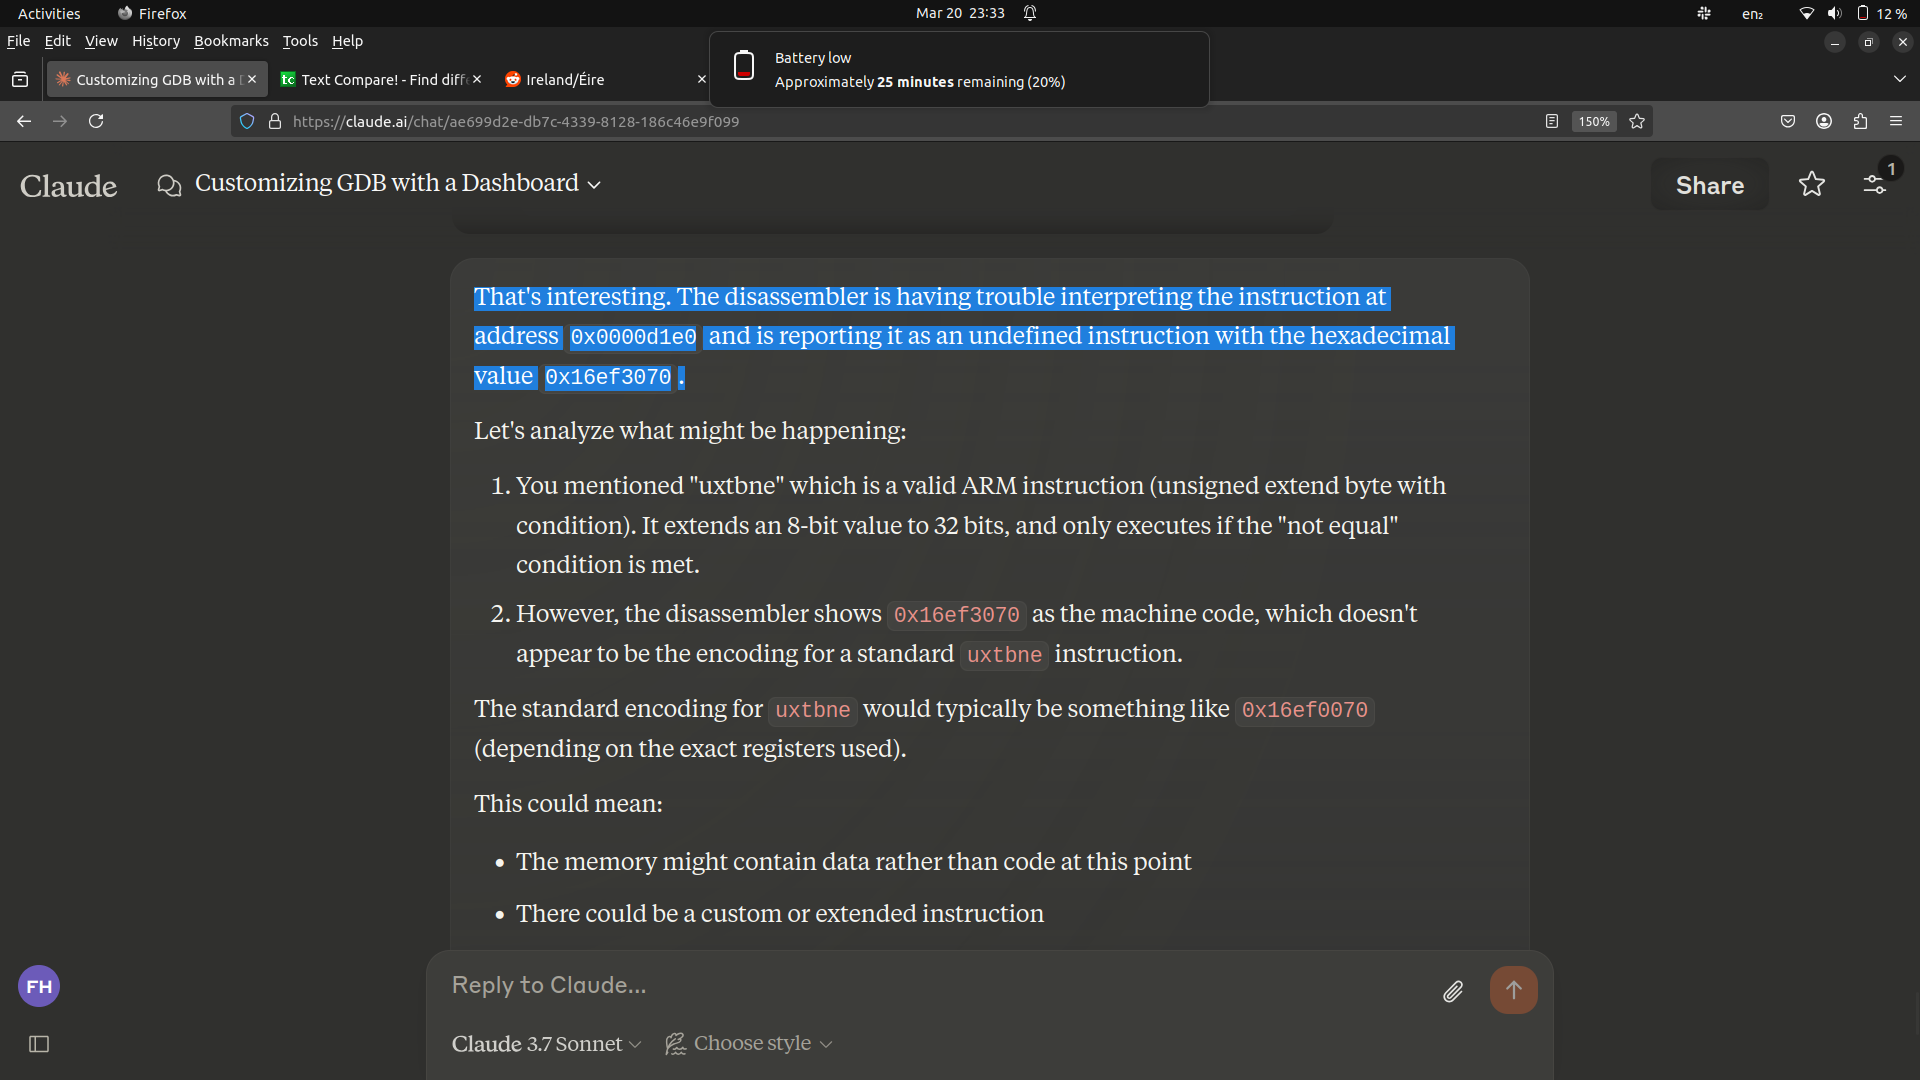 Activities Firefox Mar 20 23:33 en₂ 12 %
File Edit View History Bookmarks Tools Help
Battery low
Approximately 25 minutes remaining (20%)
Customizing GDB with a D Text Compare! - Find diff Ireland/Éire
https://claude.ai/chat/ae699d2e-db7c-4339-8128-186c46e9f099 150%
Claude Customizing GDB with a Dashboard Share 1
That's interesting. The disassembler is having trouble interpreting the instruction at
address 0x0000d1e0 and is reporting it as an undefined instruction with the hexadecimal
value 0x16ef3070 .
Let's analyze what might be happening:
1. You mentioned "uxtbne" which is a valid ARM instruction (unsigned extend byte with
condition). It extends an 8-bit value to 32 bits, and only executes if the "not equal"
condition is met.
2. However, the disassembler shows 0x16ef3070 as the machine code, which doesn't
appear to be the encoding for a standard uxtbne instruction.
The standard encoding for uxtbne would typically be something like 0x16ef0070
(depending on the exact registers used).
This could mean:
• The memory might contain data rather than code at this point
• There could be a custom or extended instruction
FH
Reply to Claude...
Claude 3.7 Sonnet Choose style